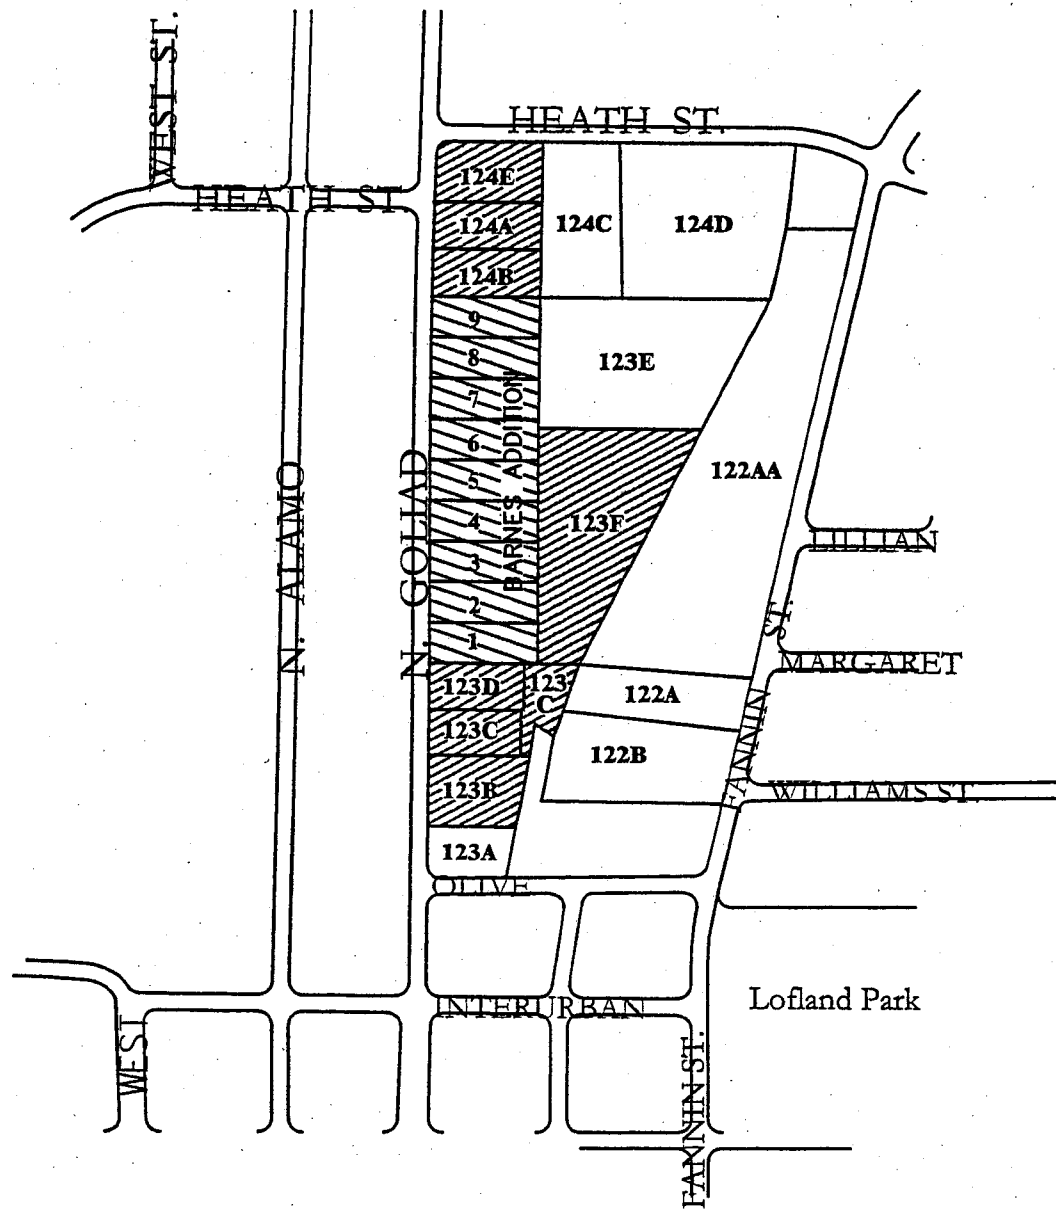 WEST ST.
HEATH ST.
HEATH ST.
124E
124A
124B
124C
124D
9
8
7
6
5
4
3
2
1
BARNES ADDITION
123E
123F
122AA
N. ALAMO
N. GOLIAD
LILLIAN
MARGARET
FANNIN ST.
123D
123
C
123C
122A
122B
123B
WILLIAMS ST.
123A
OLIVE
INTERURBAN
Lofland Park
WEST
FANNIN ST.